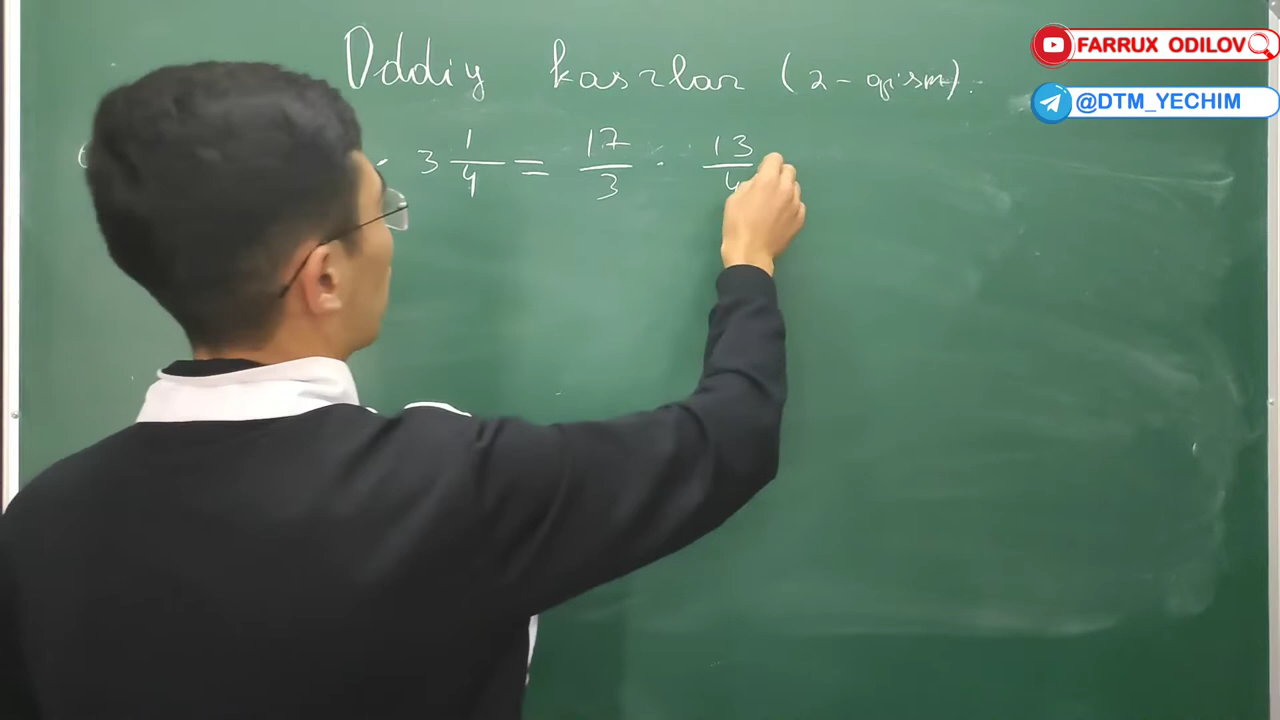 Oddiy kasrlar (2-qism).
· 3 1/4 = 17/3 · 13/4
FARRUX ODILOV
@DTM_YECHIM